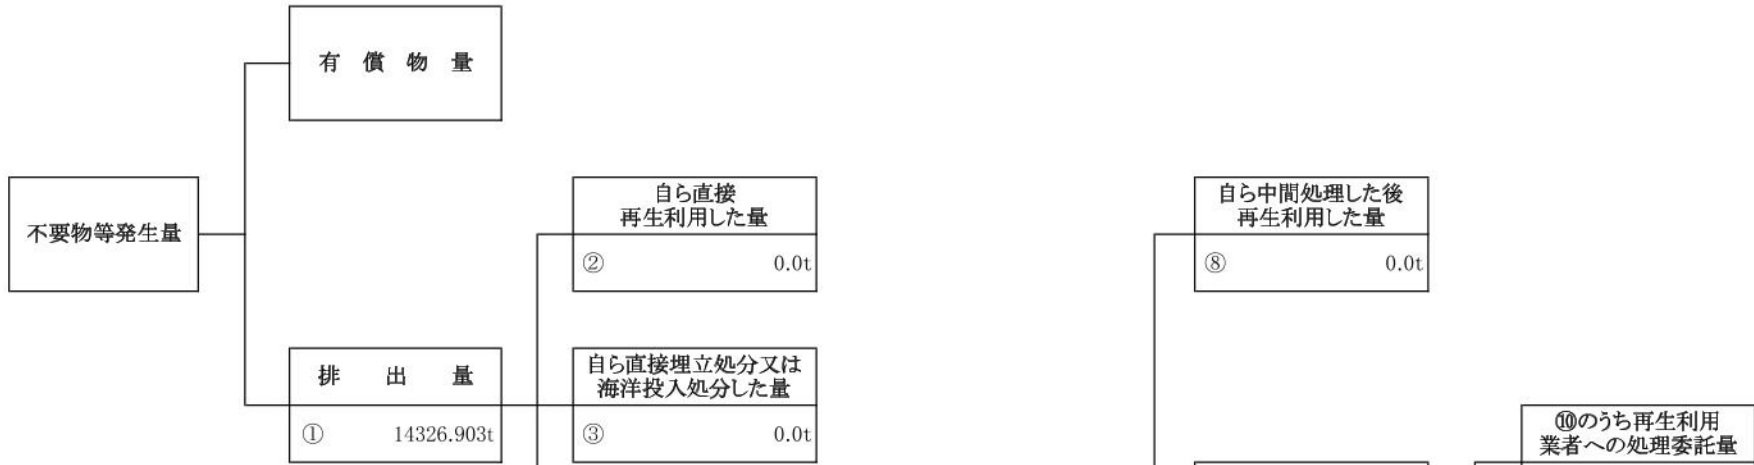 有償物量
不要物等発生量
自ら直接
再生利用した量
② 0.0t
自ら中間処理した後
再生利用した量
⑧ 0.0t
排出量
① 14326.903t
自ら直接埋立処分又は
海洋投入処分した量
③ 0.0t
⑩のうち再生利用
業者への処理委託量